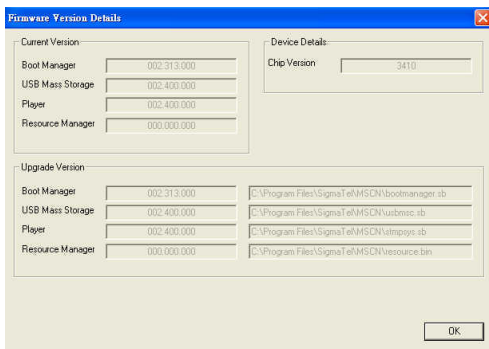 Firmware Version Details
Current Version
Boot Manager 002.313.000
USB Mass Storage 002.400.000
Player 002.400.000
Resource Manager 000.000.000
Device Details
Chip Version 3410
Upgrade Version
Boot Manager 002.313.000 C:\Program Files\SigmaTel\MSCN\bootmanager.sb
USB Mass Storage 002.400.000 C:\Program Files\SigmaTel\MSCN\usbmsc.sb
Player 002.400.000 C:\Program Files\SigmaTel\MSCN\stmpsys.sb
Resource Manager 000.000.000 C:\Program Files\SigmaTel\MSCN\resource.bin
OK